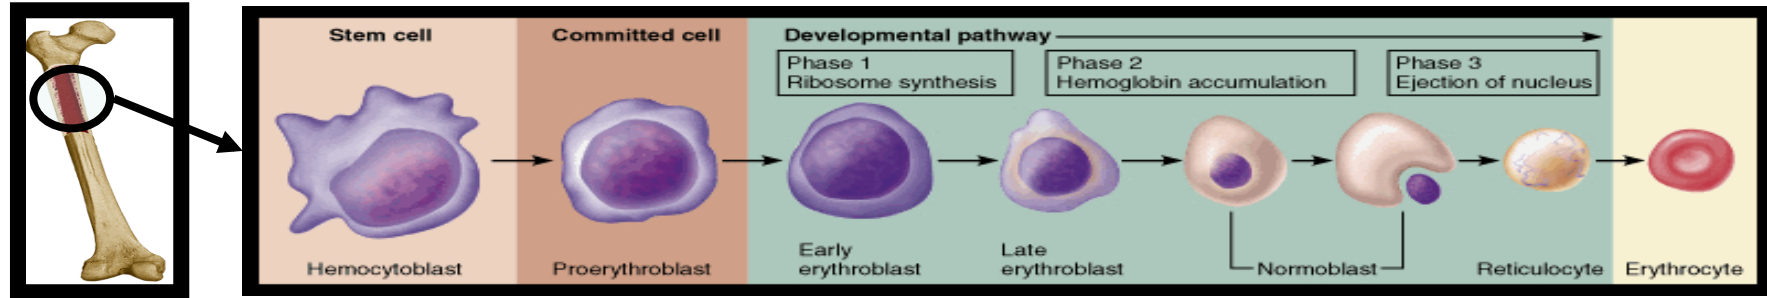 Stem cell
Committed cell
Developmental pathway
Phase 1
Ribosome synthesis
Phase 2
Hemoglobin accumulation
Phase 3
Ejection of nucleus
Hemocytoblast
Proerythroblast
Early
erythroblast
Late
erythroblast
Normoblast
Reticulocyte
Erythrocyte